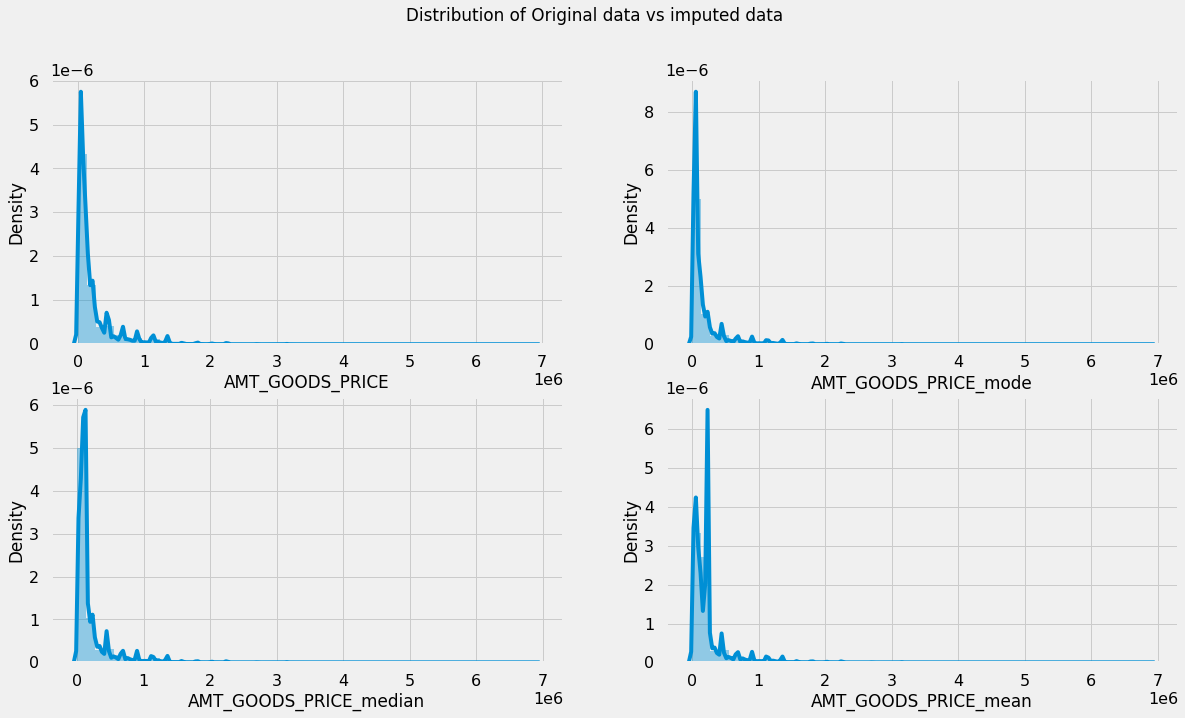 Distribution of Original data vs imputed data
1e−6
6
5
4
3
2
1
0
Density
0 1 2 3 4 5 6 7
1e6
AMT_GOODS_PRICE
1e−6
8
6
4
2
0
Density
0 1 2 3 4 5 6 7
1e6
AMT_GOODS_PRICE_mode
1e−6
6
5
4
3
2
1
0
Density
0 1 2 3 4 5 6 7
1e6
AMT_GOODS_PRICE_median
1e−6
6
5
4
3
2
1
0
Density
0 1 2 3 4 5 6 7
1e6
AMT_GOODS_PRICE_mean